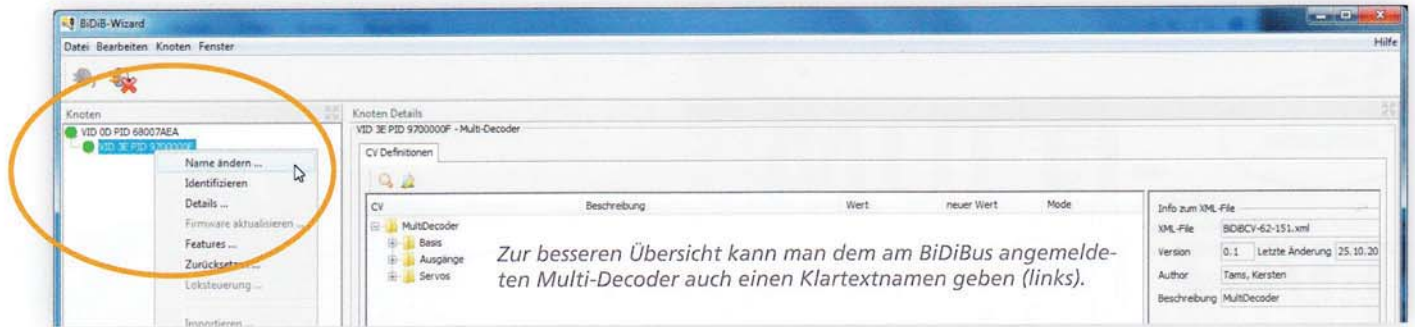 BiDiB-Wizard
Datei Bearbeiten Knoten Fenster
Hilfe
Knoten
VID 0D PID 68007AEA
VID 3E PID 9700000F
Name ändern ...
Identifizieren
Details ...
Firmware aktualisieren ...
Features ...
Zurücksetzen ...
Loksteuerung ...
Importieren ...
Knoten Details
VID 3E PID 9700000F - Multi-Decoder
CV Definitionen
CV Beschreibung Wert neuer Wert Mode
MultiDecoder
Basis
Ausgänge
Servos
Zur besseren Übersicht kann man dem am BiDiBus angemelde-
ten Multi-Decoder auch einen Klartextnamen geben (links).
Info zum XML-File
XML-File BiDiBCV-62-151.xml
Version 0.1 Letzte Änderung 25.10.20
Author Tams, Kersten
Beschreibung MultiDecoder